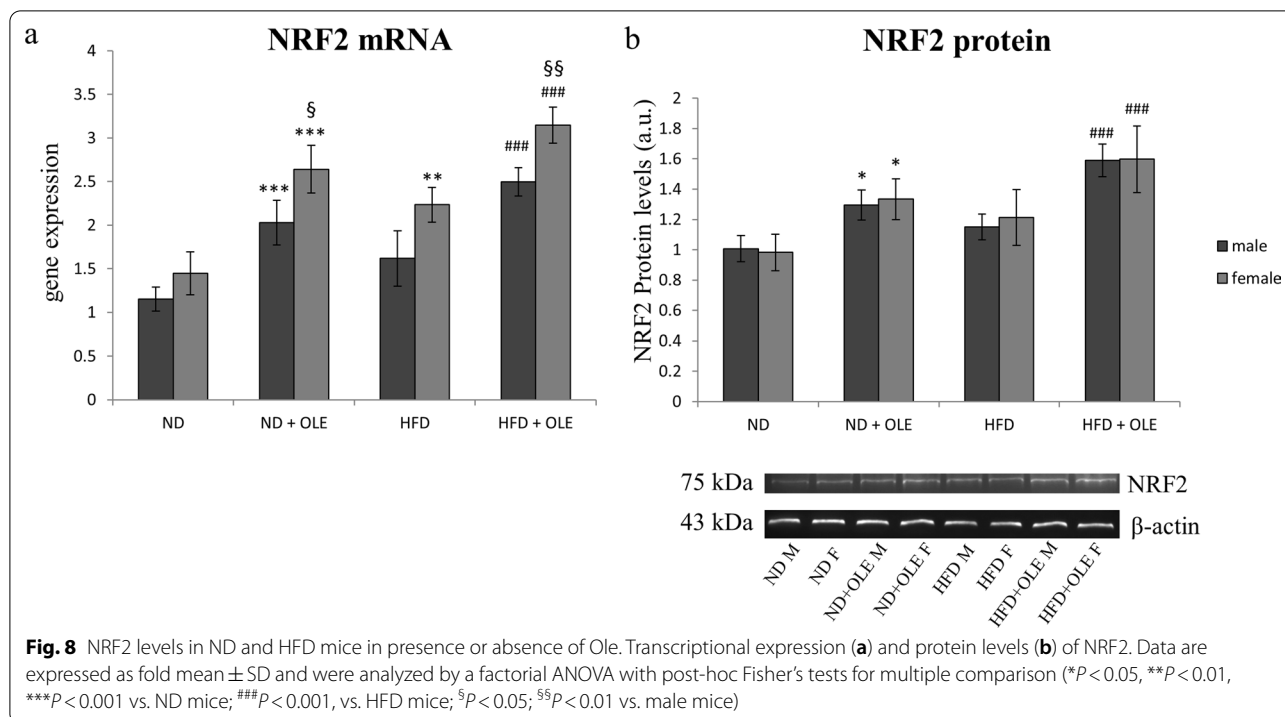 a
NRF2 mRNA
4
3.5
3
2.5
2
1.5
1
0.5
0
gene expression
***
§
***
**
###
§§
###
ND
ND + OLE
HFD
HFD + OLE
b
NRF2 protein
2
1.8
1.6
1.4
1.2
1
0.8
0.6
0.4
0.2
0
NRF2 Protein levels (a.u.)
*
*
###
###
ND
ND + OLE
HFD
HFD + OLE
male
female
75 kDa
NRF2
43 kDa
β-actin
ND M
ND F
ND+OLE M
ND+OLE F
HFD M
HFD F
HFD+OLE M
HFD+OLE F
Fig. 8 NRF2 levels in ND and HFD mice in presence or absence of Ole. Transcriptional expression (a) and protein levels (b) of NRF2. Data are
expressed as fold mean ± SD and were analyzed by a factorial ANOVA with post-hoc Fisher's tests for multiple comparison (*P < 0.05, **P < 0.01,
***P < 0.001 vs. ND mice; ###P < 0.001, vs. HFD mice; §P < 0.05; §§P < 0.01 vs. male mice)